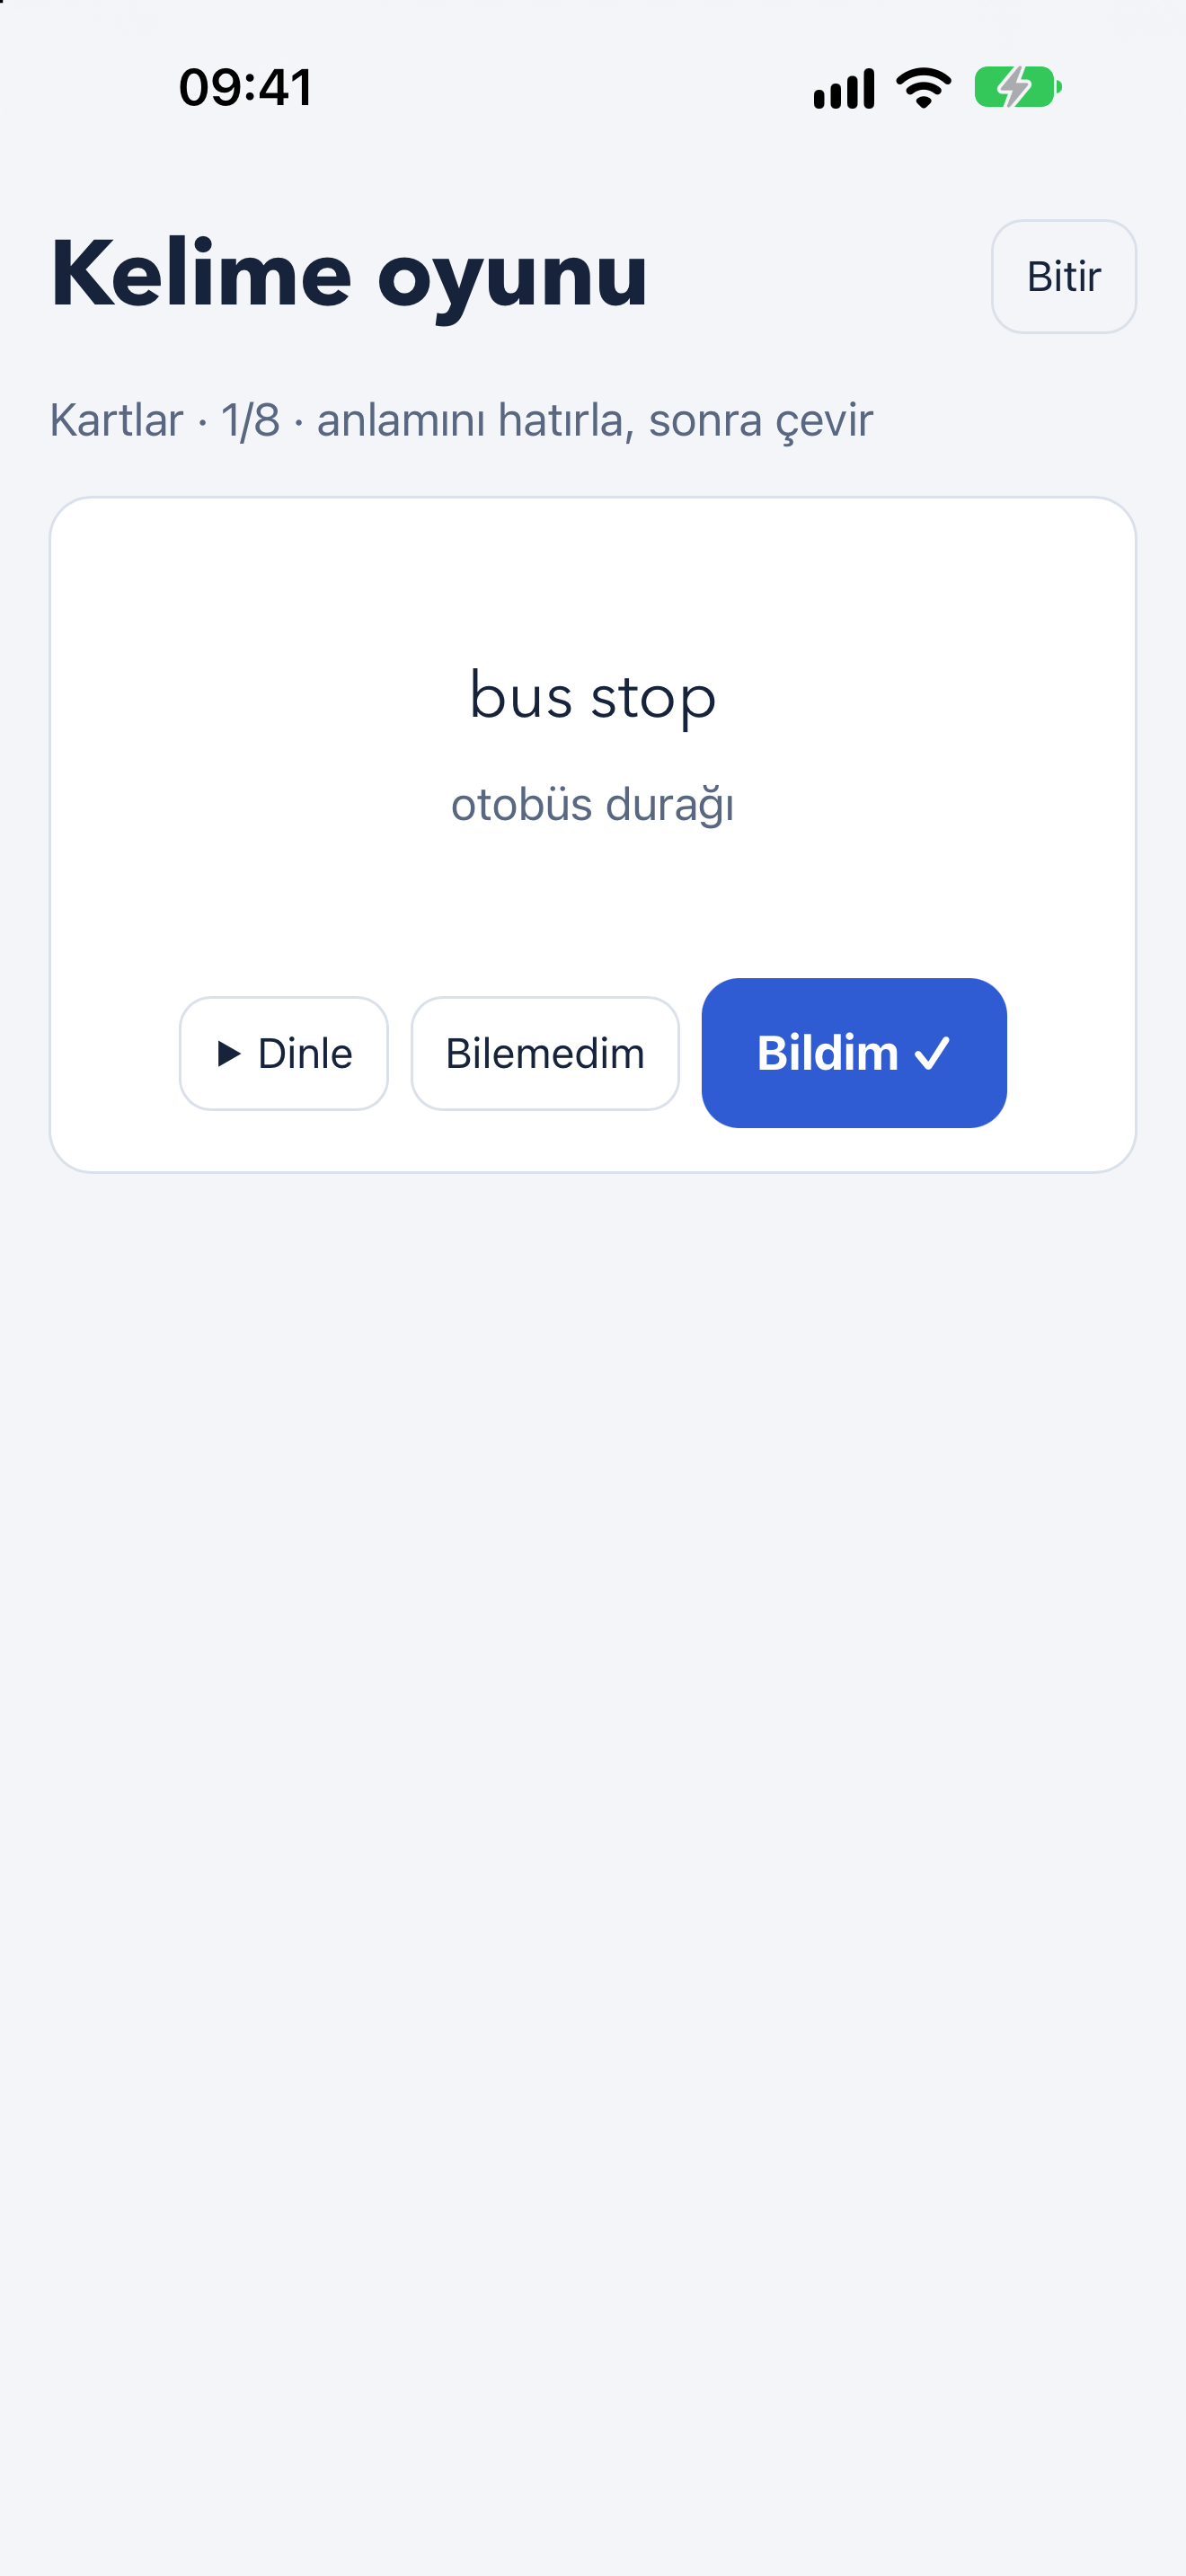 09:41
Kelime oyunu
Bitir
Kartlar · 1/8 · anlamını hatırla, sonra çevir
bus stop
otobüs durağı
▶ Dinle
Bilemedim
Bildim ✓